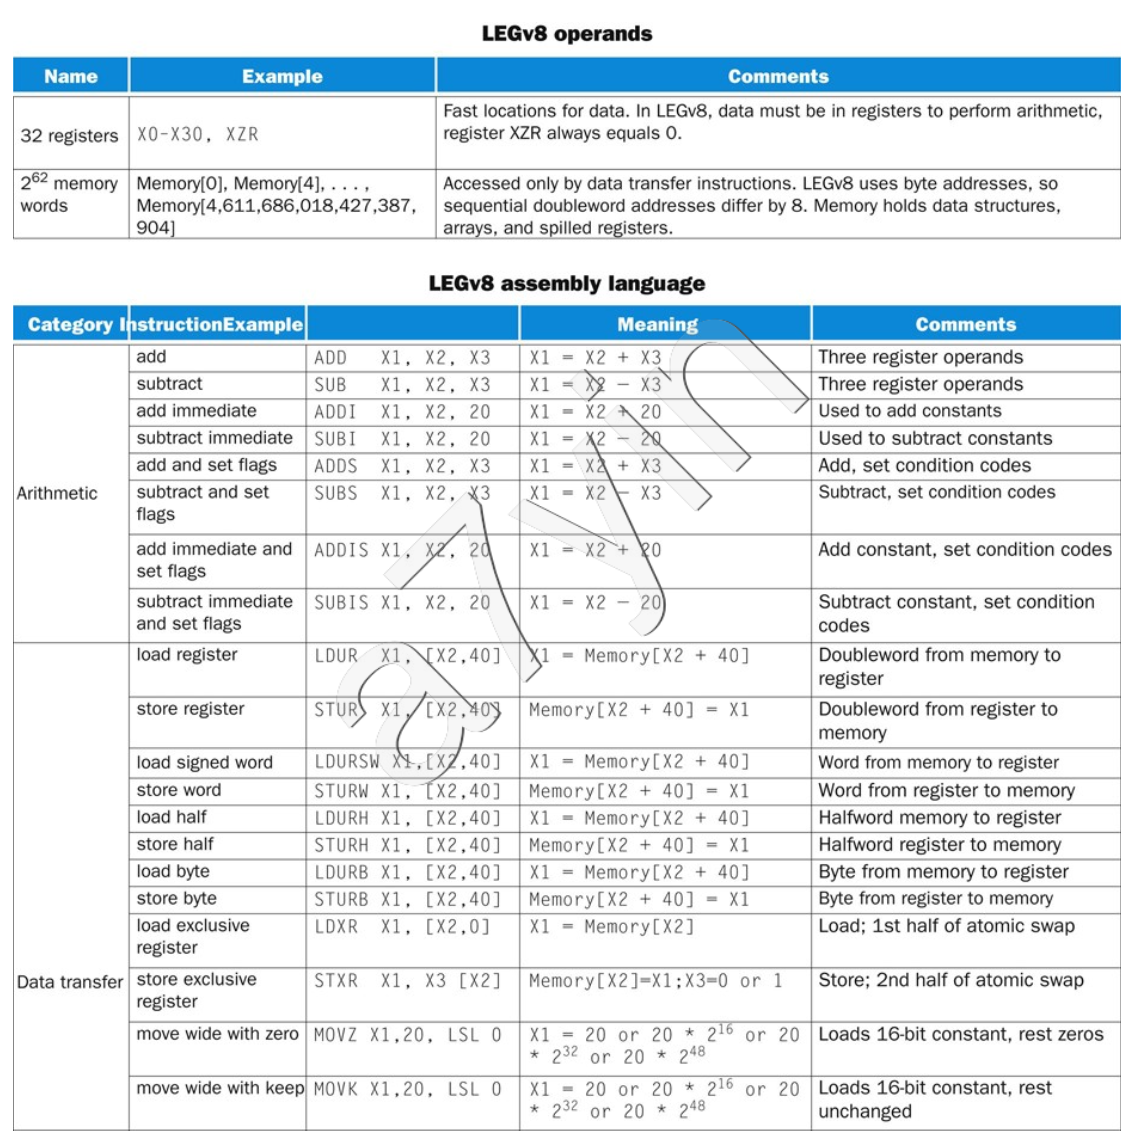 LEGv8 operands
Name Example Comments
32 registers X0–X30, XZR Fast locations for data. In LEGv8, data must be in registers to perform arithmetic,
register XZR always equals 0.
2^62 memory Memory[0], Memory[4], . . . , Accessed only by data transfer instructions. LEGv8 uses byte addresses, so
words Memory[4,611,686,018,427,387, sequential doubleword addresses differ by 8. Memory holds data structures,
904] arrays, and spilled registers.
LEGv8 assembly language
Category InstructionExample Meaning Comments
Arithmetic
add ADD X1, X2, X3 X1 = X2 + X3 Three register operands
subtract SUB X1, X2, X3 X1 = X2 – X3 Three register operands
add immediate ADDI X1, X2, 20 X1 = X2 + 20 Used to add constants
subtract immediate SUBI X1, X2, 20 X1 = X2 – 20 Used to subtract constants
add and set flags ADDS X1, X2, X3 X1 = X2 + X3 Add, set condition codes
subtract and set SUBS X1, X2, X3 X1 = X2 – X3 Subtract, set condition codes
flags
add immediate and ADDIS X1, X2, 20 X1 = X2 + 20 Add constant, set condition codes
set flags
subtract immediate SUBIS X1, X2, 20 X1 = X2 – 20 Subtract constant, set condition
and set flags codes
Data transfer
load register LDUR X1, [X2,40] X1 = Memory[X2 + 40] Doubleword from memory to
register
store register STUR X1, [X2,40] Memory[X2 + 40] = X1 Doubleword from register to
memory
load signed word LDURSW X1,[X2,40] X1 = Memory[X2 + 40] Word from memory to register
store word STURW X1, [X2,40] Memory[X2 + 40] = X1 Word from register to memory
load half LDURH X1, [X2,40] X1 = Memory[X2 + 40] Halfword memory to register
store half STURH X1, [X2,40] Memory[X2 + 40] = X1 Halfword register to memory
load byte LDURB X1, [X2,40] X1 = Memory[X2 + 40] Byte from memory to register
store byte STURB X1, [X2,40] Memory[X2 + 40] = X1 Byte from register to memory
load exclusive LDXR X1, [X2,0] X1 = Memory[X2] Load; 1st half of atomic swap
register
store exclusive STXR X1, X3 [X2] Memory[X2]=X1;X3=0 or 1 Store; 2nd half of atomic swap
register
move wide with zero MOVZ X1,20, LSL 0 X1 = 20 or 20 * 2^16 or 20 Loads 16-bit constant, rest zeros
* 2^32 or 20 * 2^48
move wide with keep MOVK X1,20, LSL 0 X1 = 20 or 20 * 2^16 or 20 Loads 16-bit constant, rest
* 2^32 or 20 * 2^48 unchanged
a7yin